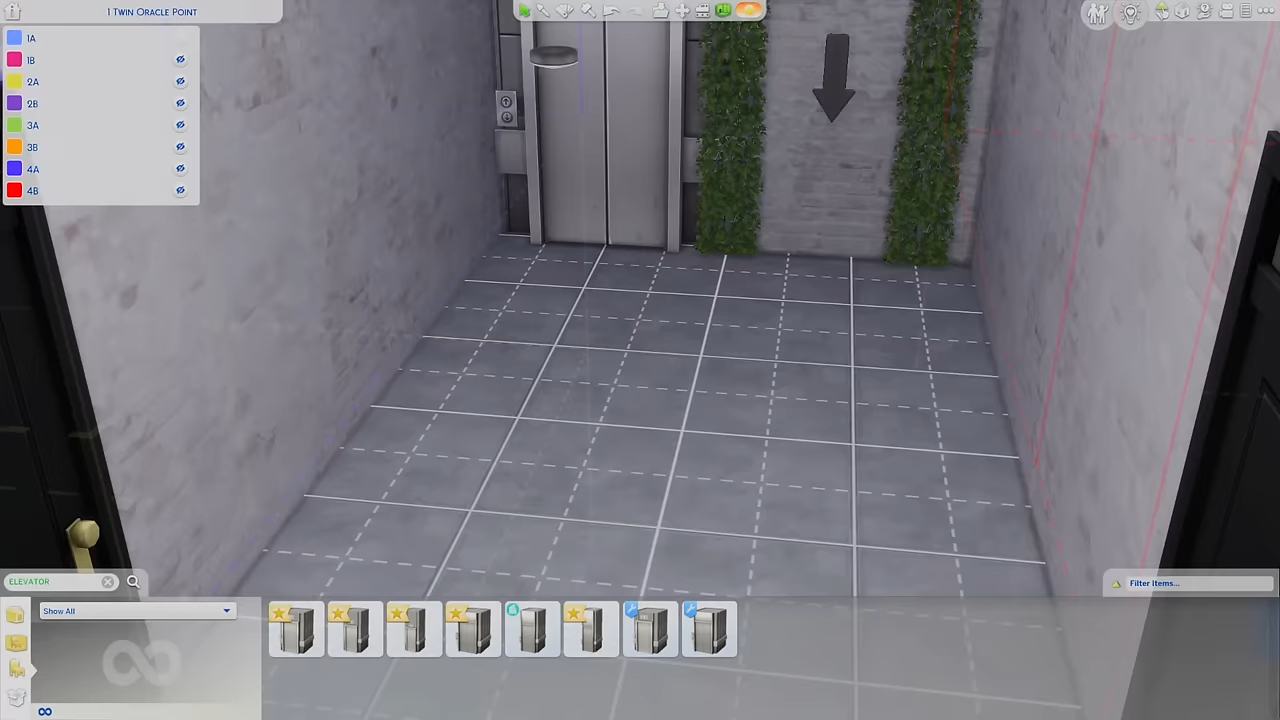 1 TWIN ORACLE POINT
1A
1B
2A
2B
3A
3B
4A
4B
ELEVATOR
Filter Items...
Show All